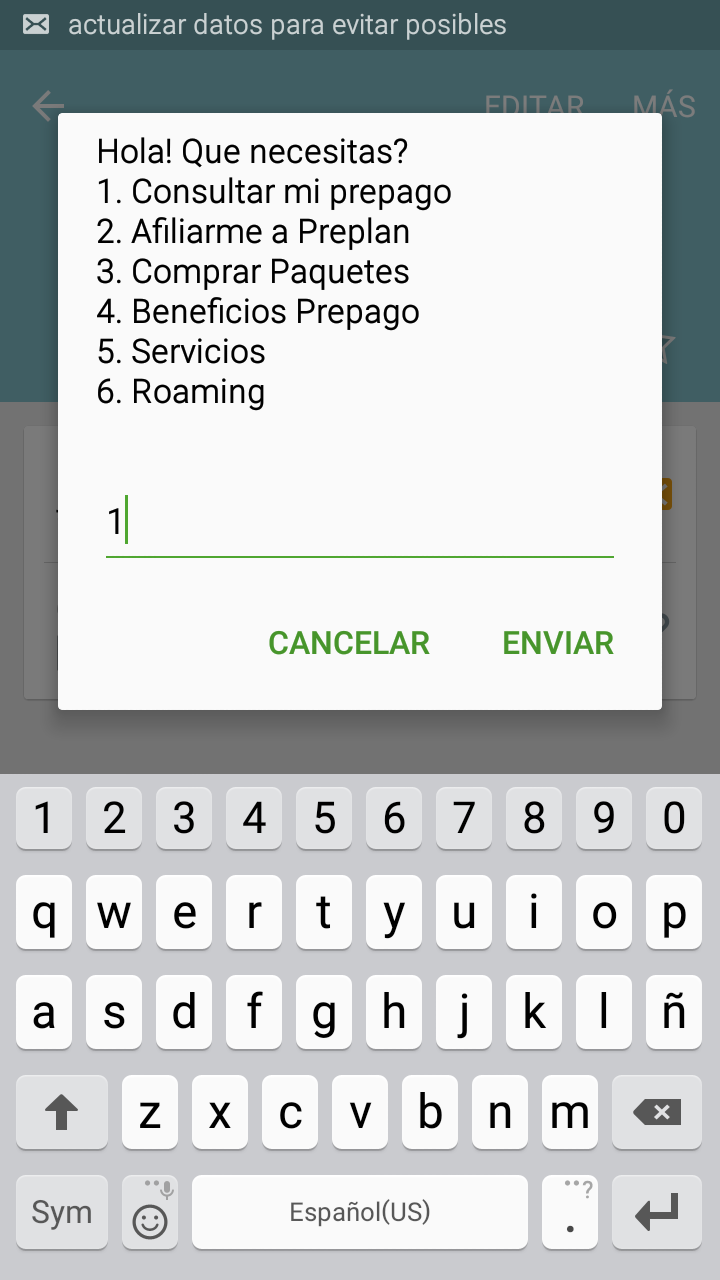 actualizar datos para evitar posibles
EDITAR MÁS
Hola! Que necesitas?
1. Consultar mi prepago
2. Afiliarme a Preplan
3. Comprar Paquetes
4. Beneficios Prepago
5. Servicios
6. Roaming
1
CANCELAR ENVIAR
1 2 3 4 5 6 7 8 9 0
q w e r t y u i o p
a s d f g h j k l ñ
z x c v b n m
Sym Español(US) . ?